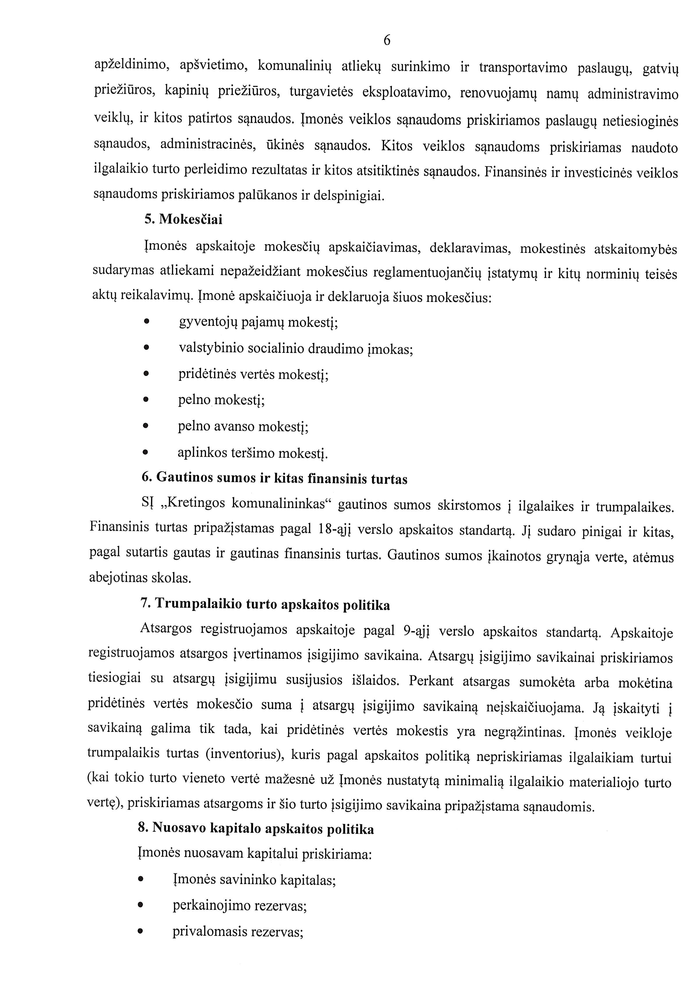 6
apželdinimo, apšvietimo, komunalinių atliekų surinkimo ir transportavimo paslaugų, gatvių
priežiūros, kapinių priežiūros, turgavietės eksploatavimo, renovuojamų namų administravimo
veiklų, ir kitos patirtos sąnaudos. Įmonės veiklos sąnaudoms priskiriamos paslaugų netiesioginės
sąnaudos, administracinės, ūkinės sąnaudos. Kitos veiklos sąnaudoms priskiriamas naudoto
ilgalaikio turto perleidimo rezultatas ir kitos atsitiktinės sąnaudos. Finansinės ir investicinės veiklos
sąnaudoms priskiriamos palūkanos ir delspinigiai.
5. Mokesčiai
Įmonės apskaitoje mokesčių apskaičiavimas, deklaravimas, mokestinės atskaitomybės
sudarymas atliekami nepažeidžiant mokesčius reglamentuojančių įstatymų ir kitų norminių teisės
aktų reikalavimų. Įmonė apskaičiuoja ir deklaruoja šiuos mokesčius:
• gyventojų pajamų mokestį;
• valstybinio socialinio draudimo įmokas;
• pridėtinės vertės mokestį;
• pelno mokestį;
• pelno avanso mokestį;
• aplinkos teršimo mokestį.
6. Gautinos sumos ir kitas finansinis turtas
SĮ „Kretingos komunalininkas“ gautinos sumos skirstomos į ilgalaikes ir trumpalaikes.
Finansinis turtas pripažįstamas pagal 18-ąjį verslo apskaitos standartą. Jį sudaro pinigai ir kitas,
pagal sutartis gautas ir gautinas finansinis turtas. Gautinos sumos įkainotos grynąja verte, atėmus
abejotinas skolas.
7. Trumpalaikio turto apskaitos politika
Atsargos registruojamos apskaitoje pagal 9-ąjį verslo apskaitos standartą. Apskaitoje
registruojamos atsargos įvertinamos įsigijimo savikaina. Atsargų įsigijimo savikainai priskiriamos
tiesiogiai su atsargų įsigijimu susijusios išlaidos. Perkant atsargas sumokėta arba mokėtina
pridėtinės vertės mokesčio suma į atsargų įsigijimo savikainą neįskaičiuojama. Ją įskaityti į
savikainą galima tik tada, kai pridėtinės vertės mokestis yra negrąžintinas. Įmonės veikloje
trumpalaikis turtas (inventorius), kuris pagal apskaitos politiką nepriskiriamas ilgalaikiam turtui
(kai tokio turto vieneto vertė mažesnė už Įmonės nustatytą minimalią ilgalaikio materialiojo turto
vertę), priskiriamas atsargoms ir šio turto įsigijimo savikaina pripažįstama sąnaudomis.
8. Nuosavo kapitalo apskaitos politika
Įmonės nuosavam kapitalui priskiriama:
• Įmonės savininko kapitalas;
• perkainojimo rezervas;
• privalomasis rezervas;